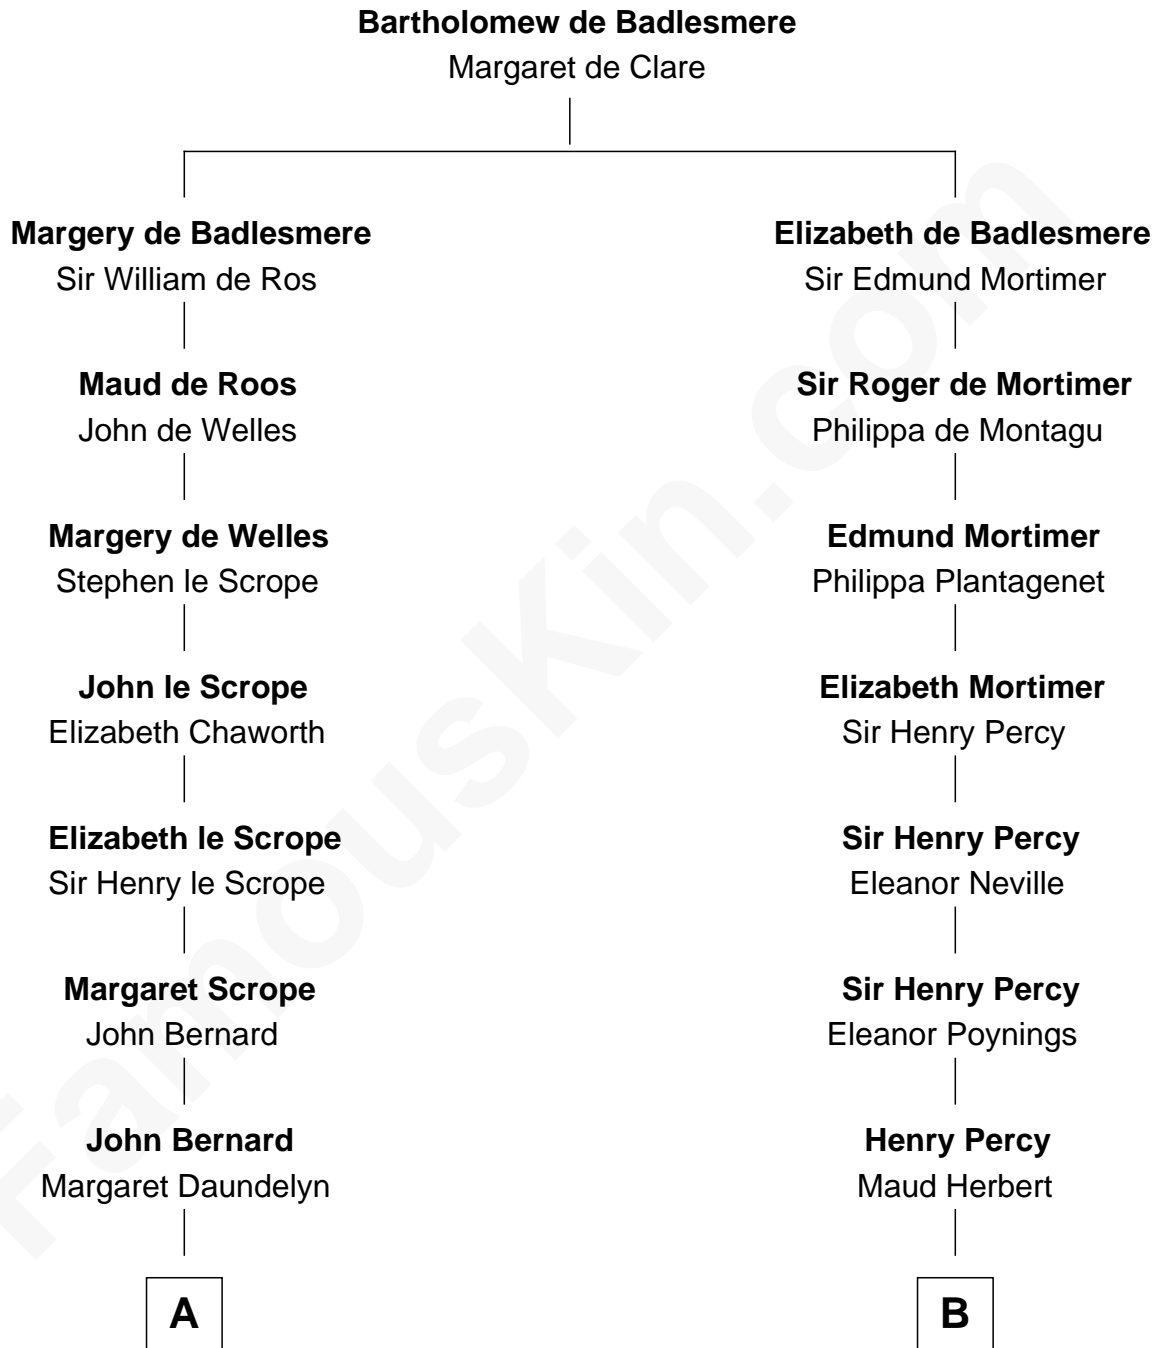 Bartholomew de Badlesmere
Margaret de Clare
Margery de Badlesmere
Sir William de Ros
Maud de Roos
John de Welles
Margery de Welles
Stephen le Scrope
John le Scrope
Elizabeth Chaworth
Elizabeth le Scrope
Sir Henry le Scrope
Margaret Scrope
John Bernard
John Bernard
Margaret Daundelyn
A
Elizabeth de Badlesmere
Sir Edmund Mortimer
Sir Roger de Mortimer
Philippa de Montagu
Edmund Mortimer
Philippa Plantagenet
Elizabeth Mortimer
Sir Henry Percy
Sir Henry Percy
Eleanor Neville
Sir Henry Percy
Eleanor Poynings
Henry Percy
Maud Herbert
B
FamousKin.com